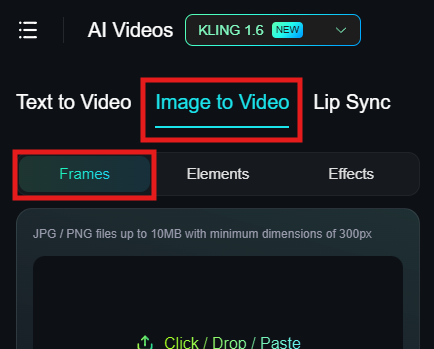 AI Videos KLING 1.6 NEW
Text to Video Image to Video Lip Sync
Frames Elements Effects
JPG / PNG files up to 10MB with minimum dimensions of 300px
Click / Drop / Paste